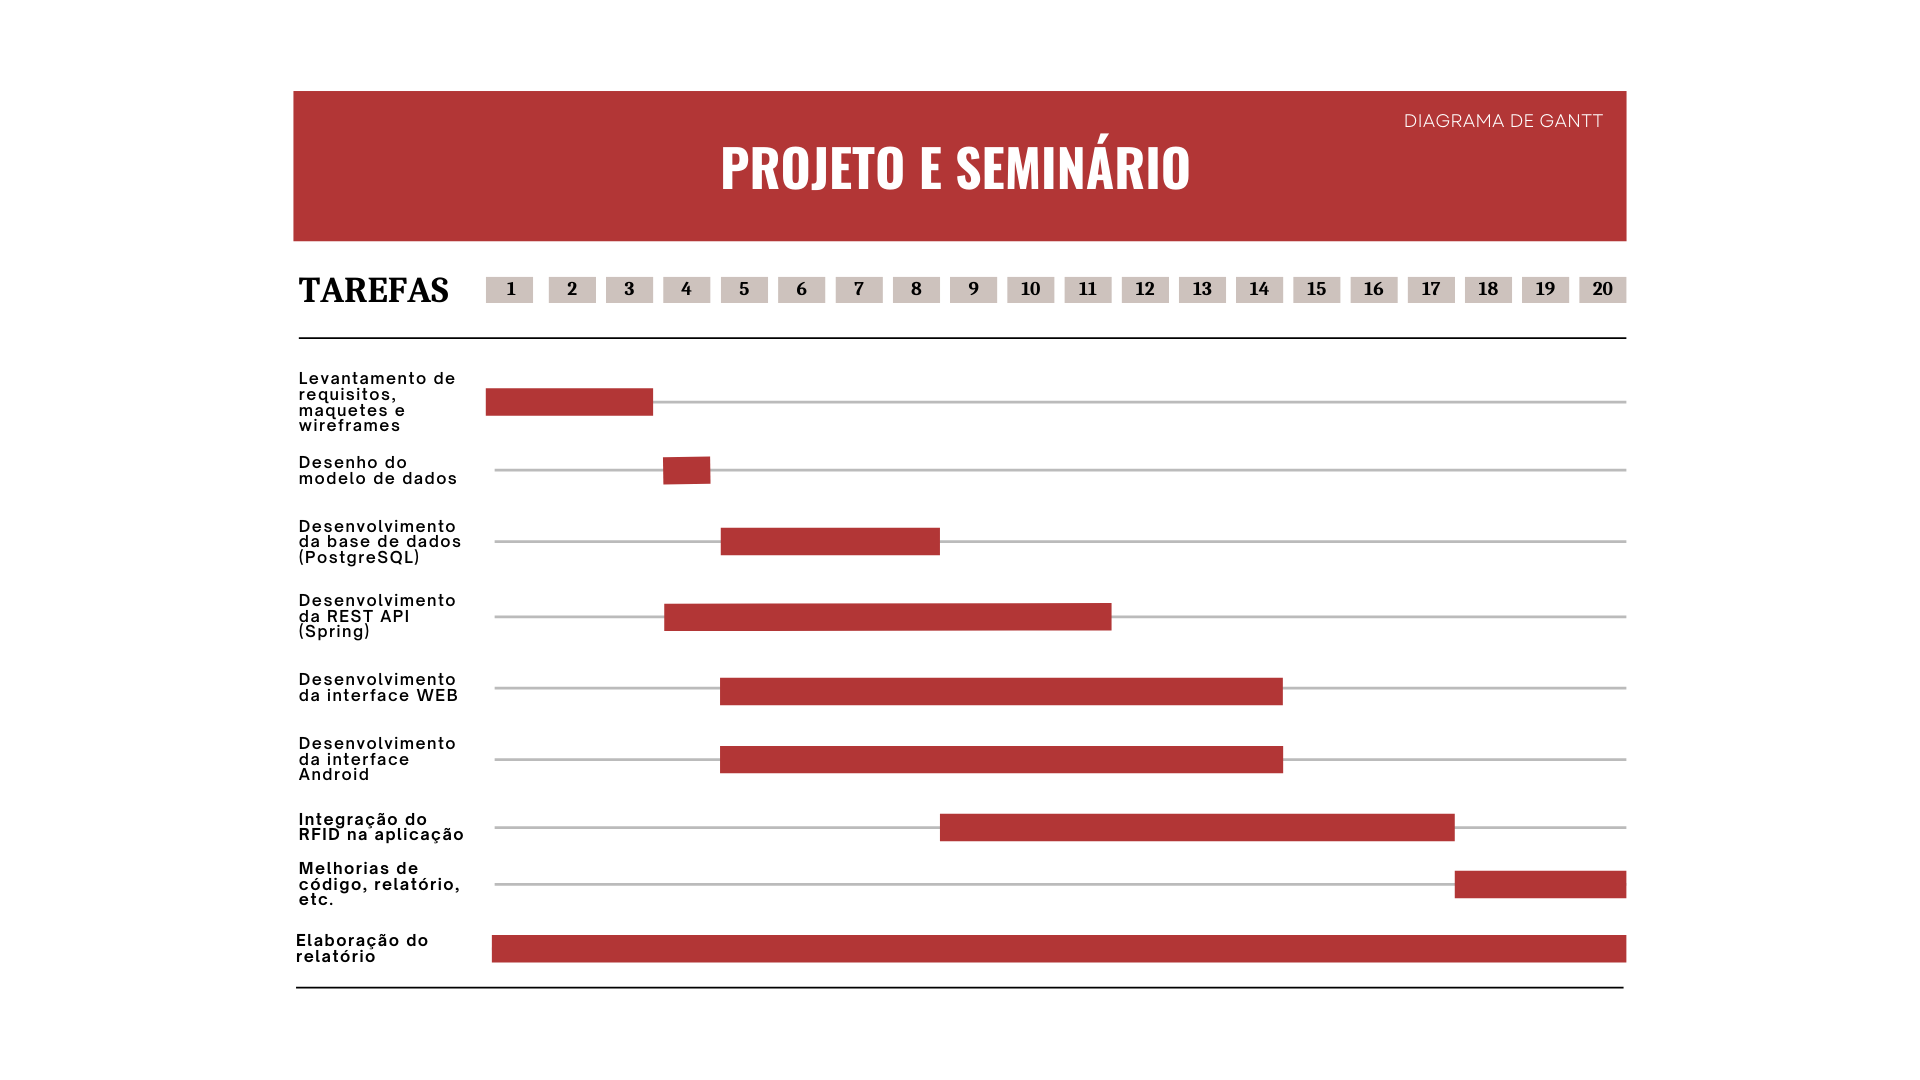 DIAGRAMA DE GANTT
PROJETO E SEMINÁRIO
TAREFAS 1 2 3 4 5 6 7 8 9 10 11 12 13 14 15 16 17 18 19 20
Levantamento de
requisitos,
maquetes e
wireframes
Desenho do
modelo de dados
Desenvolvimento
da base de dados
(PostgreSQL)
Desenvolvimento
da REST API
(Spring)
Desenvolvimento
da interface WEB
Desenvolvimento
da interface
Android
Integração do
RFID na aplicação
Melhorias de
código, relatório,
etc.
Elaboração do
relatório